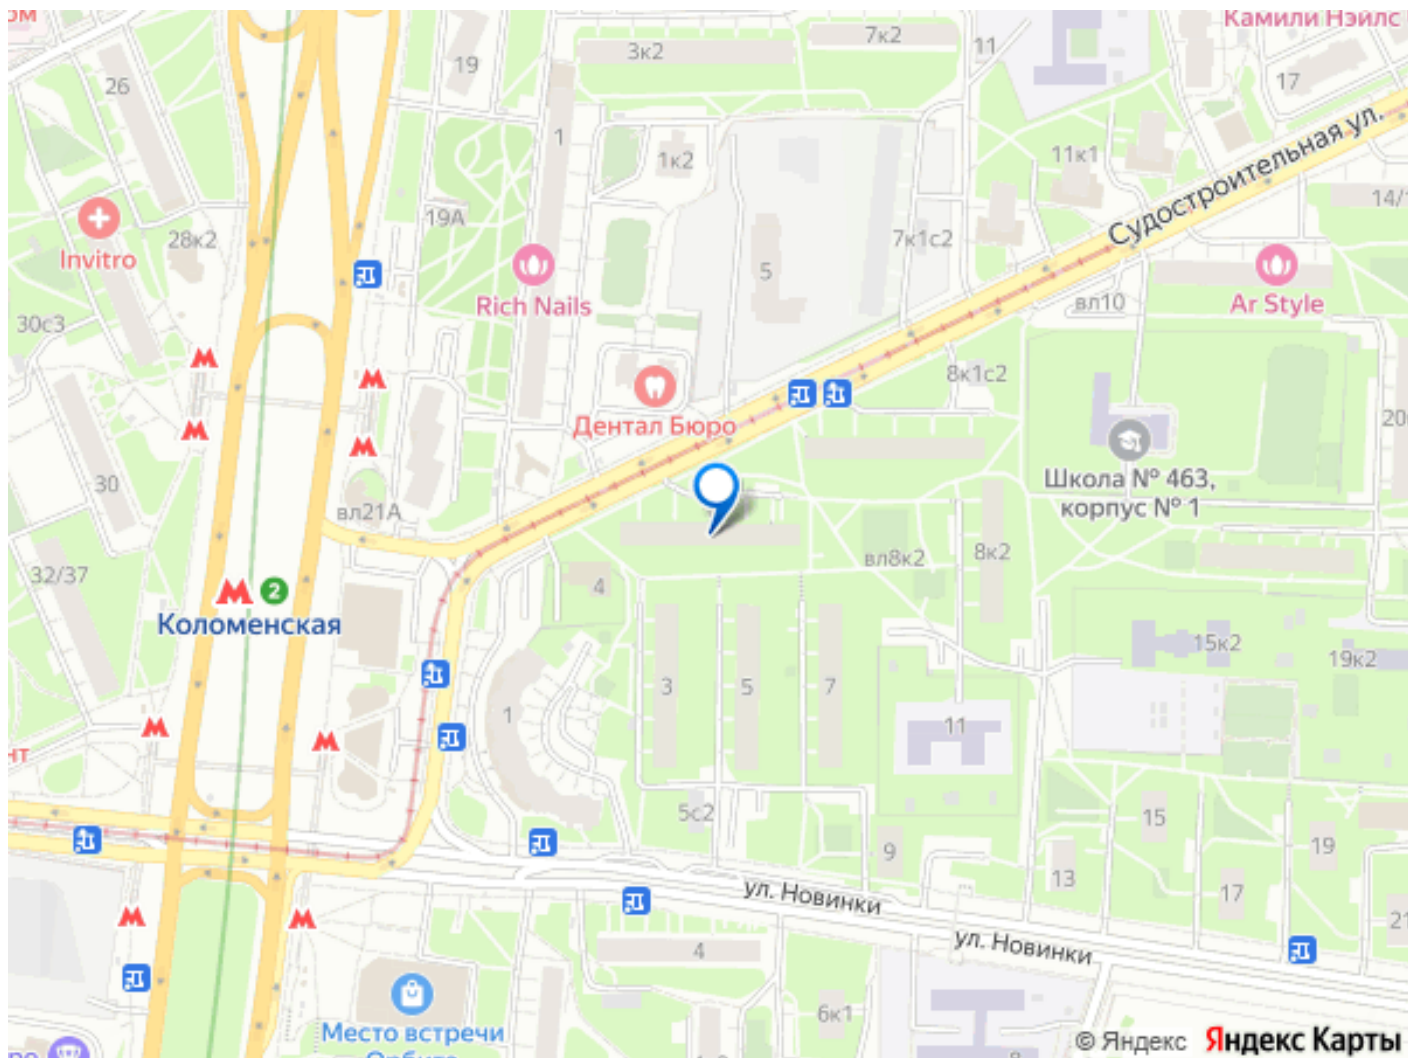 ом
Камили Нэйлс
3к2
7к2
11
19
17
26
1
1к2
11к1
Судостроительная ул.
14/1
19А
28к2
Invitro
7к1с2
5
Rich Nails
вл10
Ar Style
30с3
М
М
8к1с2
Дентал Бюро
20
М
М
30
вл21А
Школа № 463,
корпус № 1
вл8к2
8к2
32/37
М 2
Коломенская
4
15к2
19к2
3
5
7
1
11
М
М
нт
5с2
15
19
9
13
17
ул. Новинки
21
М
М
ул. Новинки
4
6к1
Место встречи
8
© Яндекс Яндекс Карты